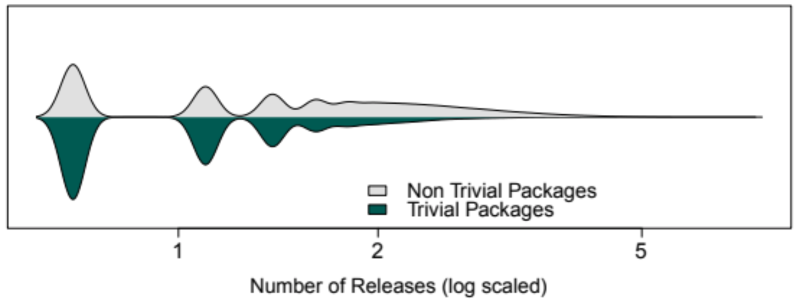 Non Trivial Packages
Trivial Packages
1 2 5
Number of Releases (log scaled)